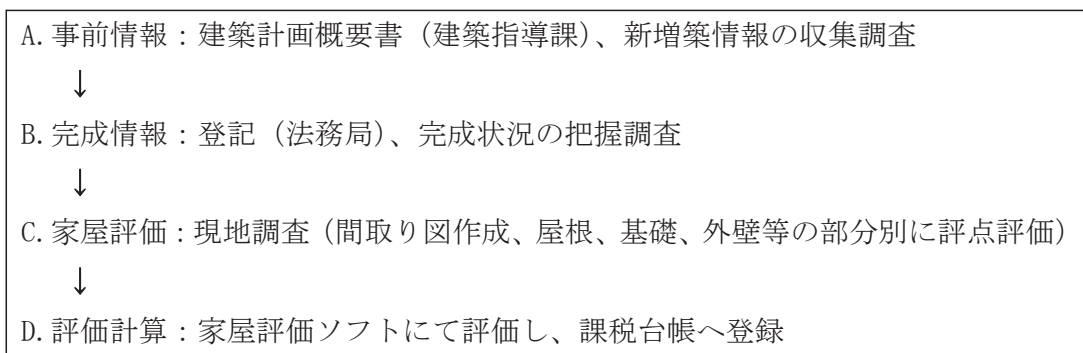 A.事前情報：建築計画概要書（建築指導課）、新増築情報の収集調査
↓
B.完成情報：登記（法務局）、完成状況の把握調査
↓
C.家屋評価：現地調査（間取り図作成、屋根、基礎、外壁等の部分別に評点評価）
↓
D.評価計算：家屋評価ソフトにて評価し、課税台帳へ登録